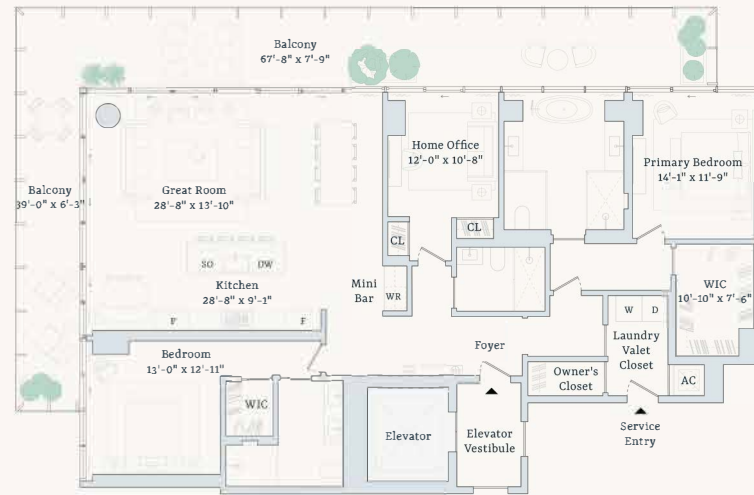 Balcony
67'-8" x 7'-9"
Home Office
12'-0" x 10'-8"
Primary Bedroom
14'-1" x 11'-9"
Balcony
39'-0" x 6'-3"
Great Room
28'-8" x 13'-10"
CL
CL
SO
DW
Kitchen
28'-8" x 9'-1"
Mini
Bar
WR
WIC
10'-10" x 7'-6"
F
F
W
D
Laundry
Valet
Closet
Foyer
Bedroom
13'-0" x 12'-11"
Owner's
Closet
AC
WIC
Elevator
Elevator
Vestibule
Service
Entry